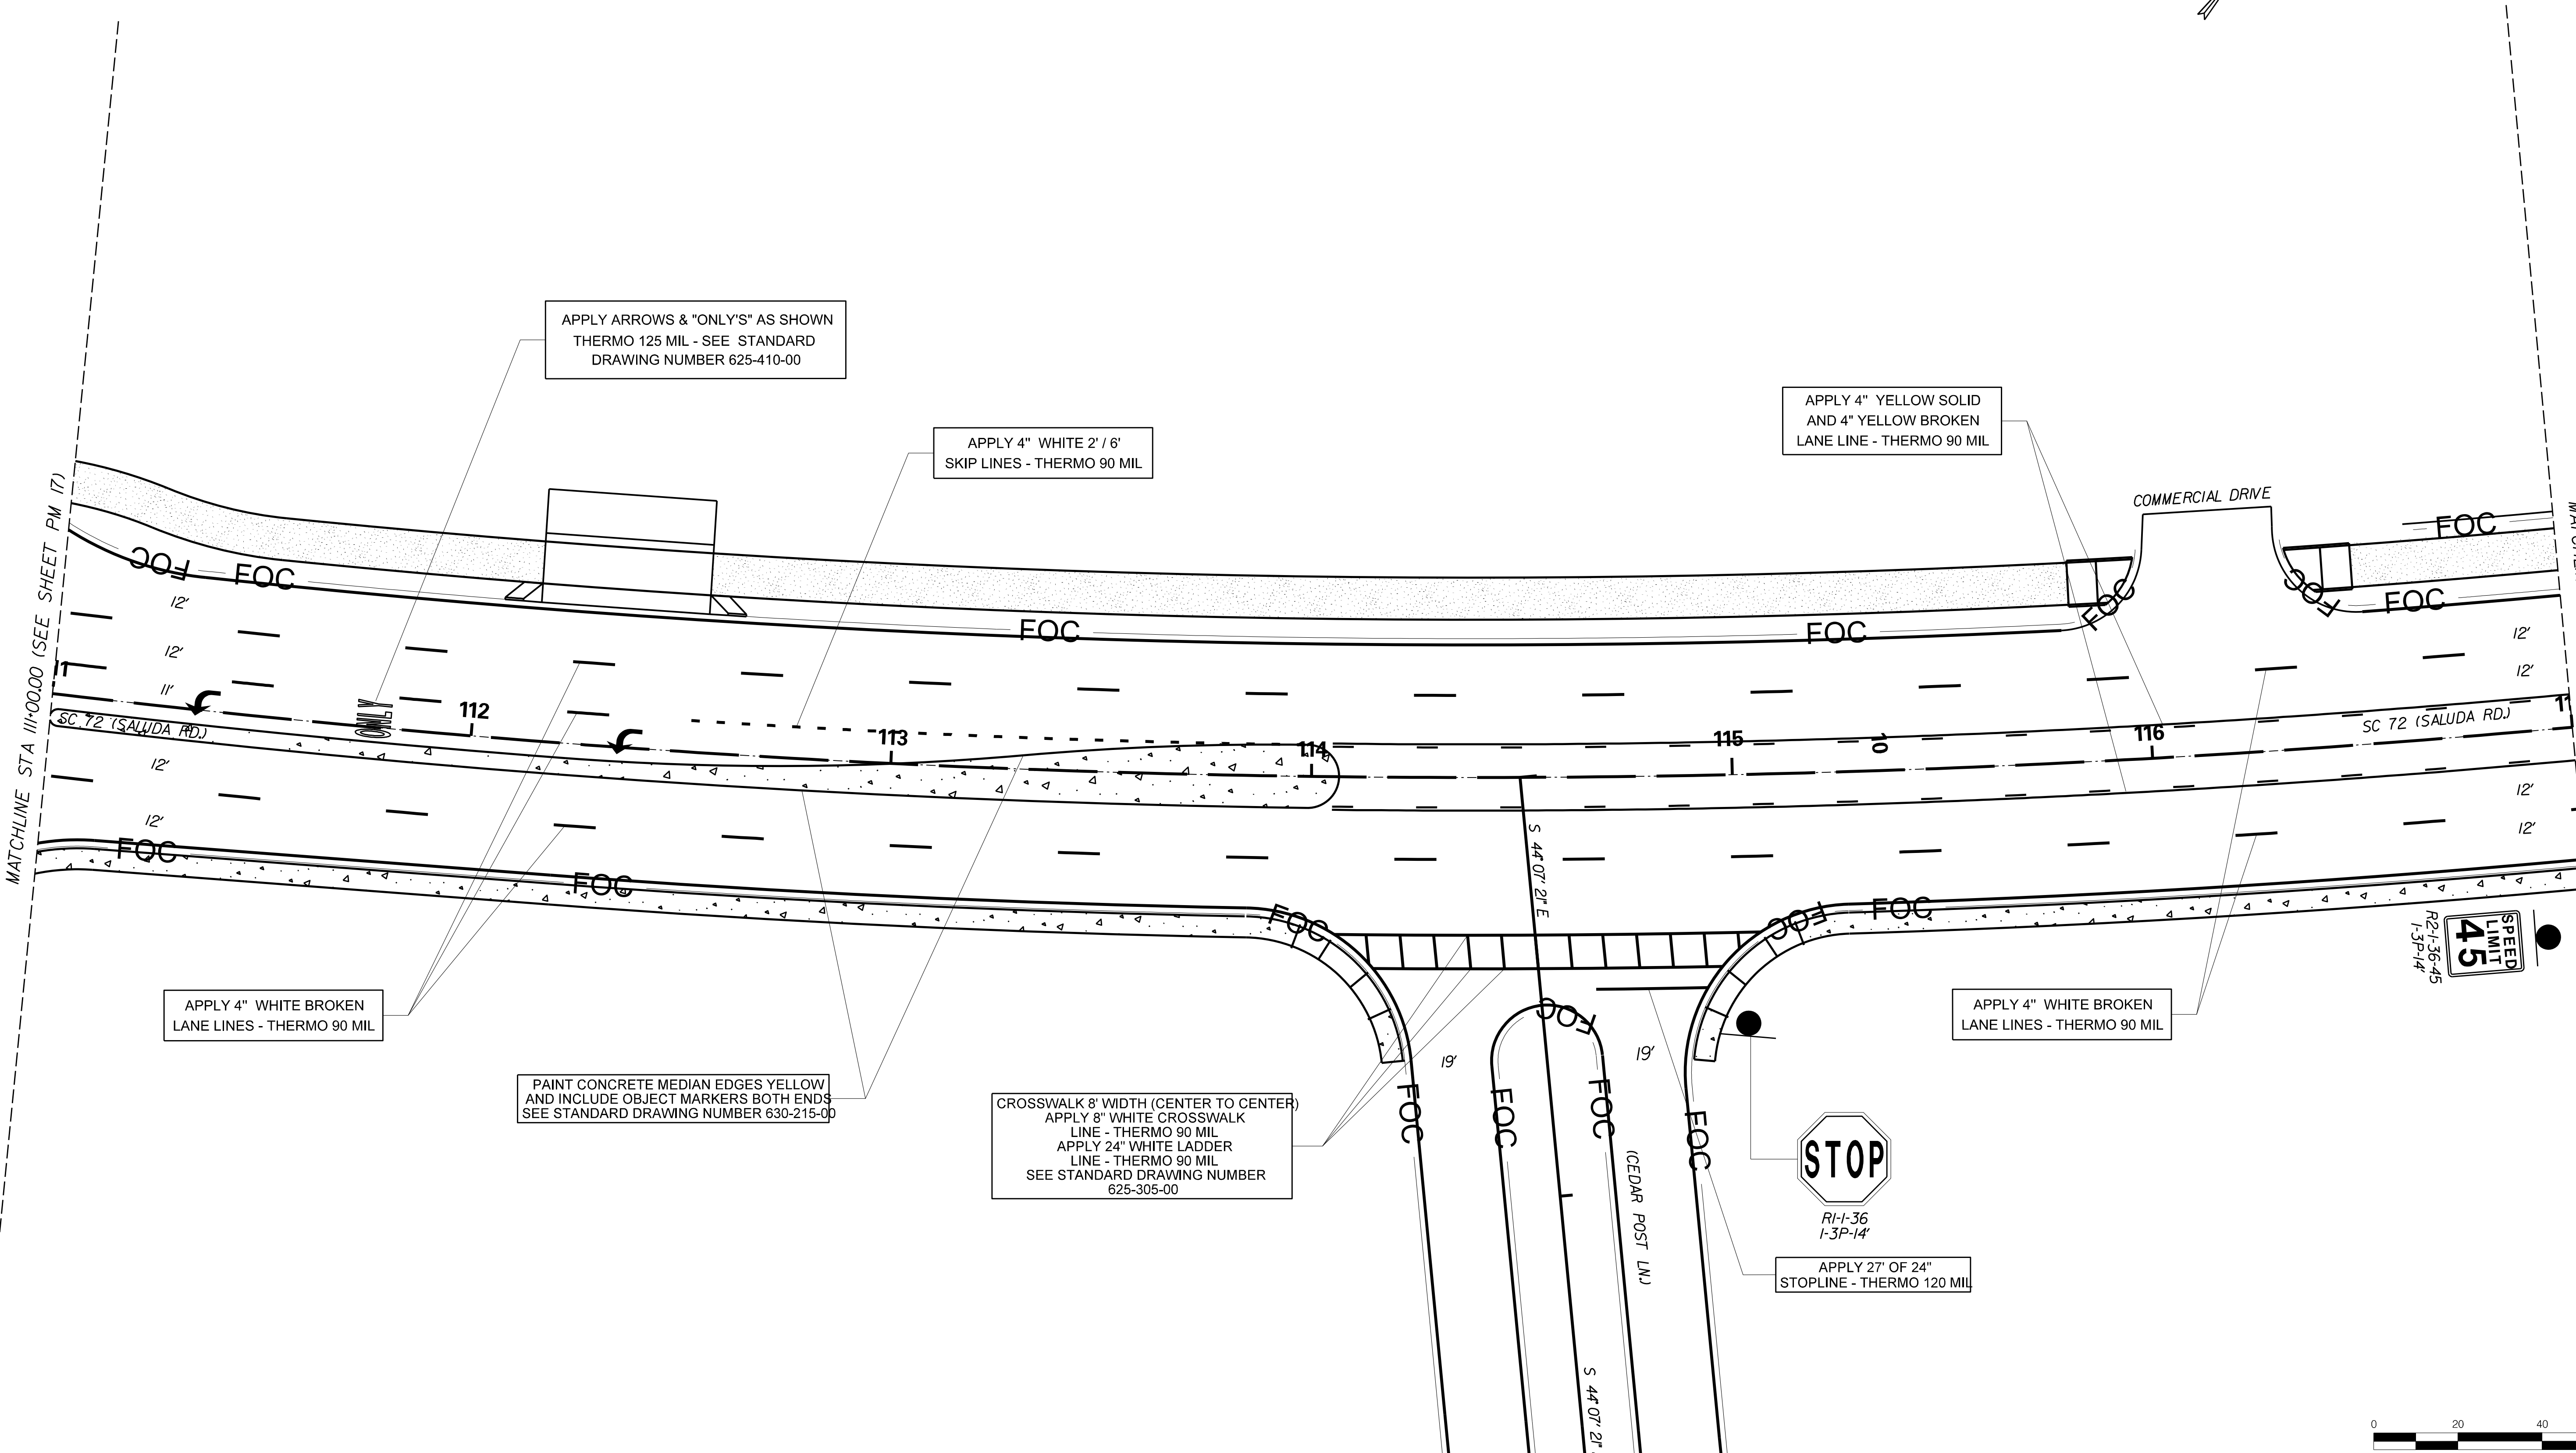 APPLY ARROWS & "ONLY'S" AS SHOWN
THERMO 125 MIL - SEE STANDARD
DRAWING NUMBER 625-410-00
APPLY 4" WHITE 2' / 6'
SKIP LINES - THERMO 90 MIL
APPLY 4" YELLOW SOLID
AND 4" YELLOW BROKEN
LANE LINE - THERMO 90 MIL
COMMERCIAL DRIVE
MATCHLINE STA 111+00.00 (SEE SHEET PM 17)
FOC
FOC
FOC
FOC
FOC
FOC
FOC
FOC
12'
12'
11'
12'
12'
12'
12'
12'
12'
ONLY
SC 72 (SALUDA RD.)
SC 72 (SALUDA RD.)
112
113
114
115
10
116
FOC
FOC
FOC
FOC
FOC
S 44°07' 21" E
APPLY 4" WHITE BROKEN
LANE LINES - THERMO 90 MIL
PAINT CONCRETE MEDIAN EDGES YELLOW
AND INCLUDE OBJECT MARKERS BOTH ENDS
SEE STANDARD DRAWING NUMBER 630-215-00
CROSSWALK 8' WIDTH (CENTER TO CENTER)
APPLY 8" WHITE CROSSWALK
LINE - THERMO 90 MIL
APPLY 24" WHITE LADDER
LINE - THERMO 90 MIL
SEE STANDARD DRAWING NUMBER
625-305-00
FOC
19'
19'
FOC
FOC
FOC
FOC
(CEDAR POST LN.)
S 44°07' 21"
STOP
R1-1-36
1-3P-14'
APPLY 27' OF 24"
STOPLINE - THERMO 120 MIL
APPLY 4" WHITE BROKEN
LANE LINES - THERMO 90 MIL
SPEED
LIMIT
45
R2-1-36-45
1-3P-14'
0 20 40